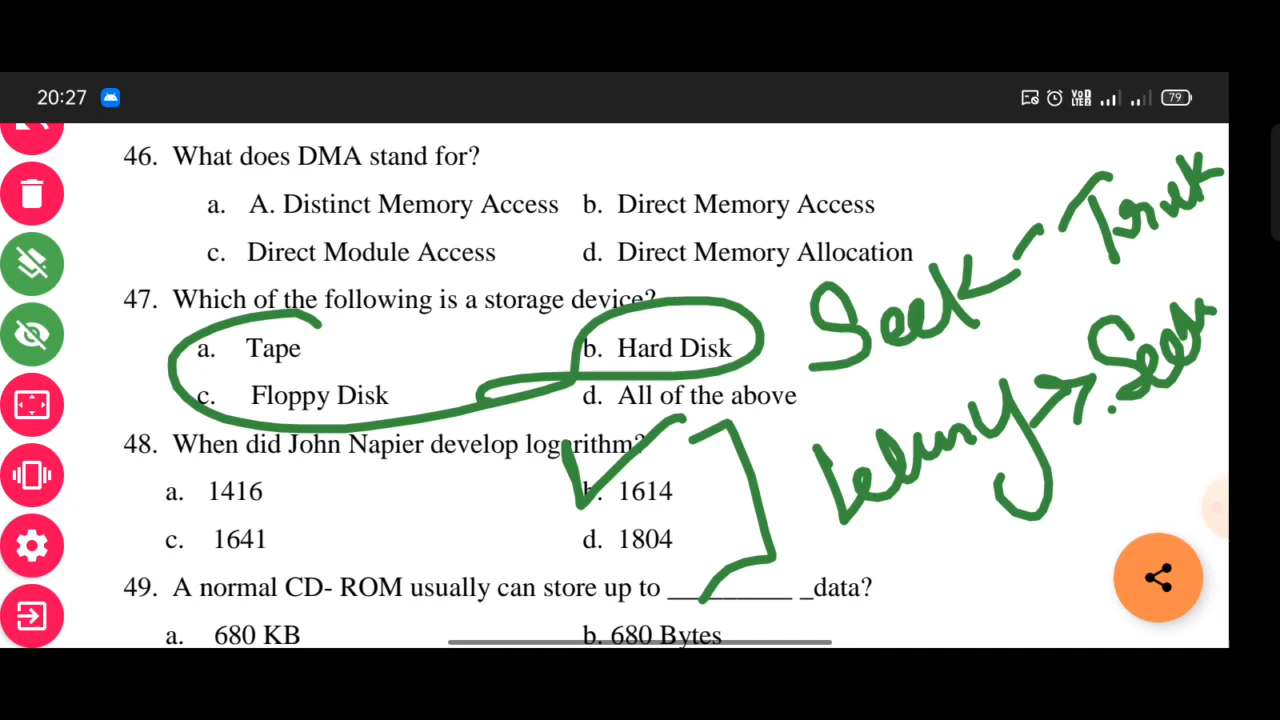 20:27
VoD LTE 79
46. What does DMA stand for?
a. A. Distinct Memory Access b. Direct Memory Access
c. Direct Module Access d. Direct Memory Allocation
47. Which of the following is a storage device?
a. Tape b. Hard Disk
c. Floppy Disk d. All of the above
48. When did John Napier develop logarithm?
a. 1416 b. 1614
c. 1641 d. 1804
49. A normal CD- ROM usually can store up to __________ _data?
a. 680 KB b. 680 Bytes
Seek